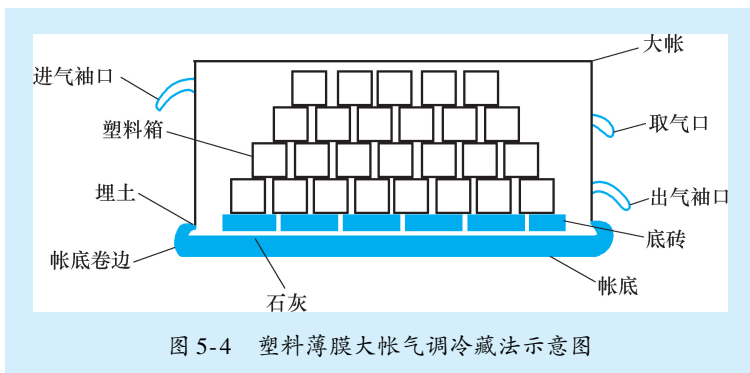 大帐
进气袖口
取气口
塑料箱
埋土
出气袖口
底砖
帐底卷边
帐底
石灰
图 5-4 塑料薄膜大帐气调冷藏法示意图